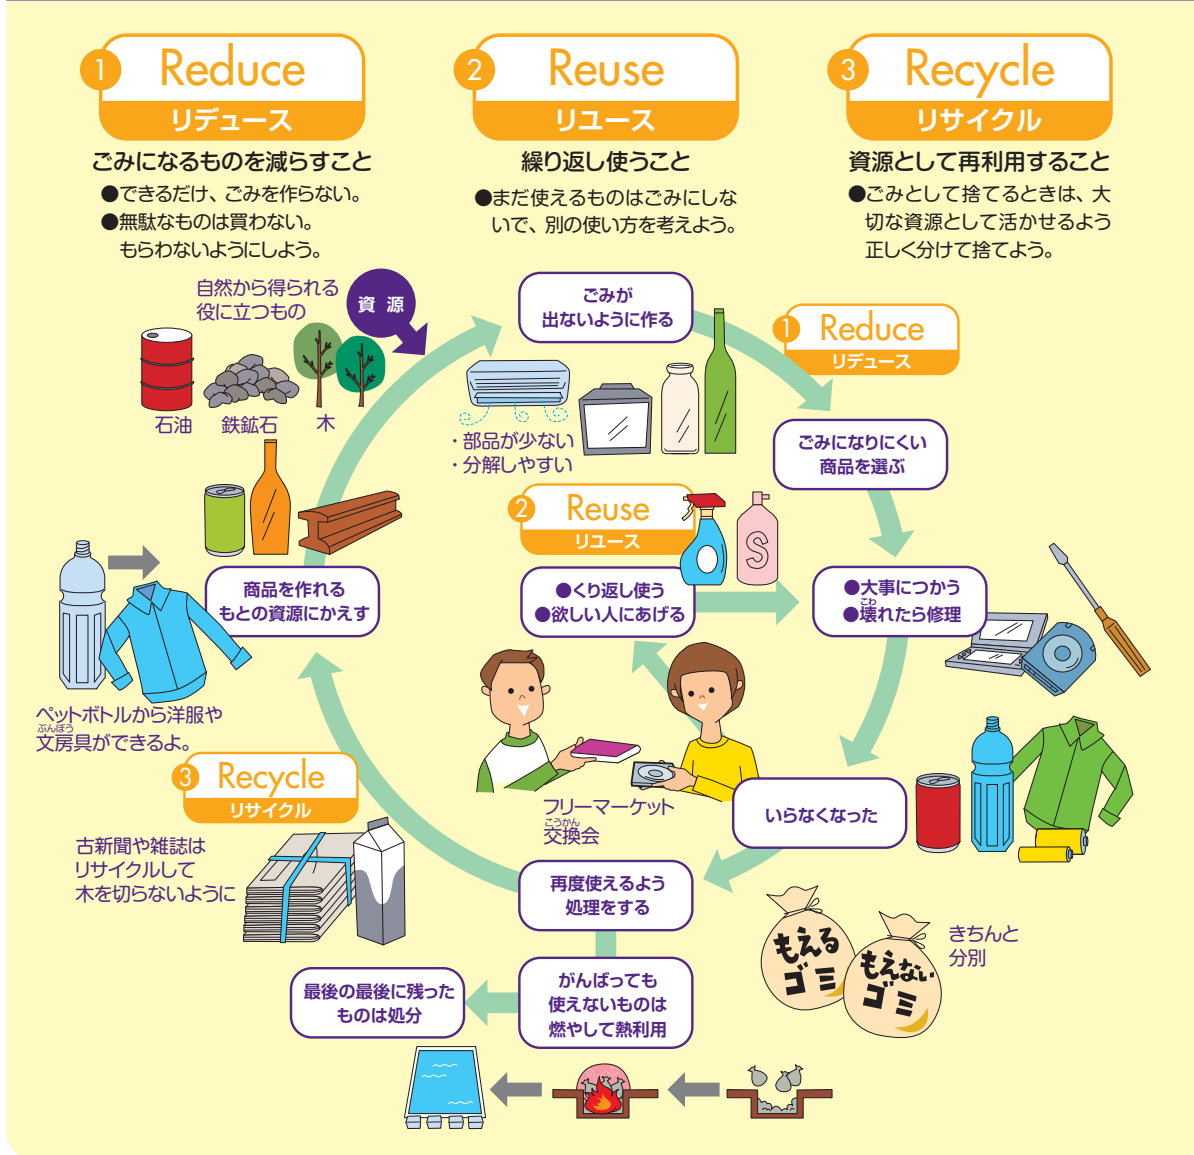 1 Reduce
リデュース
ごみになるものを減らすこと
●できるだけ、ごみを作らない。
●無駄なものは買わない。
もらわないようにしよう。
2 Reuse
リユース
繰り返し使うこと
●まだ使えるものはごみにしな
いで、別の使い方を考えよう。
3 Recycle
リサイクル
資源として再利用すること
●ごみとして捨てるときは、大
切な資源として活かせるよう
正しく分けて捨てよう。
自然から得られる
役に立つもの
資源
石油
鉄鉱石
木
ごみが
出ないように作る
1 Reduce
リデュース
・部品が少ない
・分解しやすい
ごみになりにくい
商品を選ぶ
2 Reuse
リユース
S
●くり返し使う
●欲しい人にあげる
●大事につかう
こわ
●壊れたら修理
商品を作れる
もとの資源にかえす
ペットボトルから洋服や
ぶんぼう
文房具ができるよ。
フリーマーケット
こうかん
交換会
いらなくなった
3 Recycle
リサイクル
古新聞や雑誌は
リサイクルして
木を切らないように
再度使えるよう
処理をする
もえる
ゴミ
もえない
ゴミ
きちんと
分別
がんばっても
使えないものは
燃やして熱利用
最後の最後に残った
ものは処分